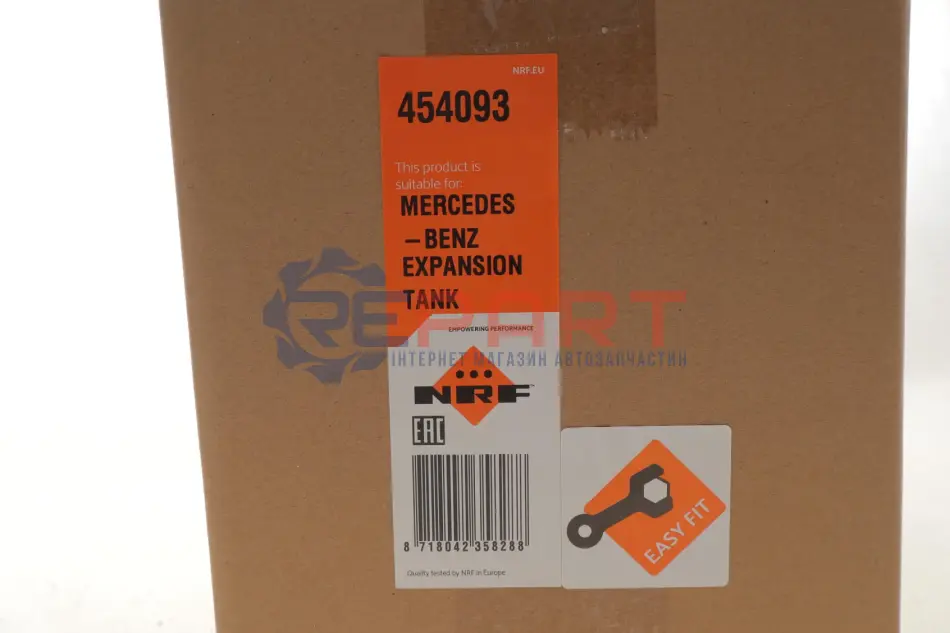 NRF.EU
454093
This product is
suitable for:
MERCEDES
-BENZ
EXPANSION
TANK
REPART
ІНТЕРНЕТ МАГАЗИН АВТОЗАПЧАСТИН
EMPOWERING PERFORMANCE
NRF™
EAC
8 718042 358288
EASY FIT
Quality tested by NRF in Europe